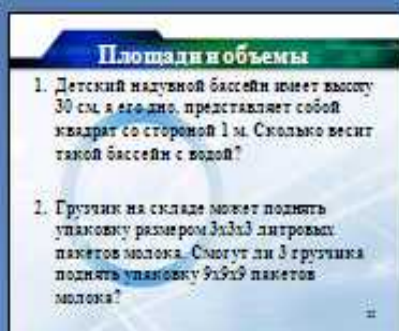 Площади и объемы
1. Детский надувной бассейн имеет высоту
30 см, а его дно, представляет собой
квадрат со стороной 1 м. Сколько весит
такой бассейн с водой?
2. Грузчик на складе может поднять
упаковку размером 3х3х3 литровых
пакетов молока. Смогут ли 3 грузчика
поднять упаковку 9х9х9 пакетов
молока?